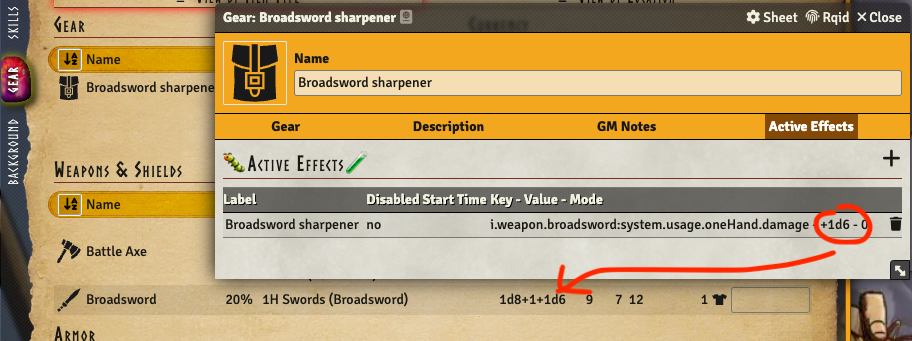 SKILLS
GEAR
BACKGROUND
Gear
Name
Broadsword sharpene
Weapons & Shields
Name
Battle Axe
Broadsword 20% 1H Swords (Broadsword) 1d8+1+1d6 9 7 12 1
Armor
Gear: Broadsword sharpener Sheet Rqid Close
Name
Broadsword sharpener
Gear Description GM Notes Active Effects
Active Effects
Label Disabled Start Time Key - Value - Mode
Broadsword sharpener no i.weapon.broadsword:system.usage.oneHand.damage - +1d6 - 0